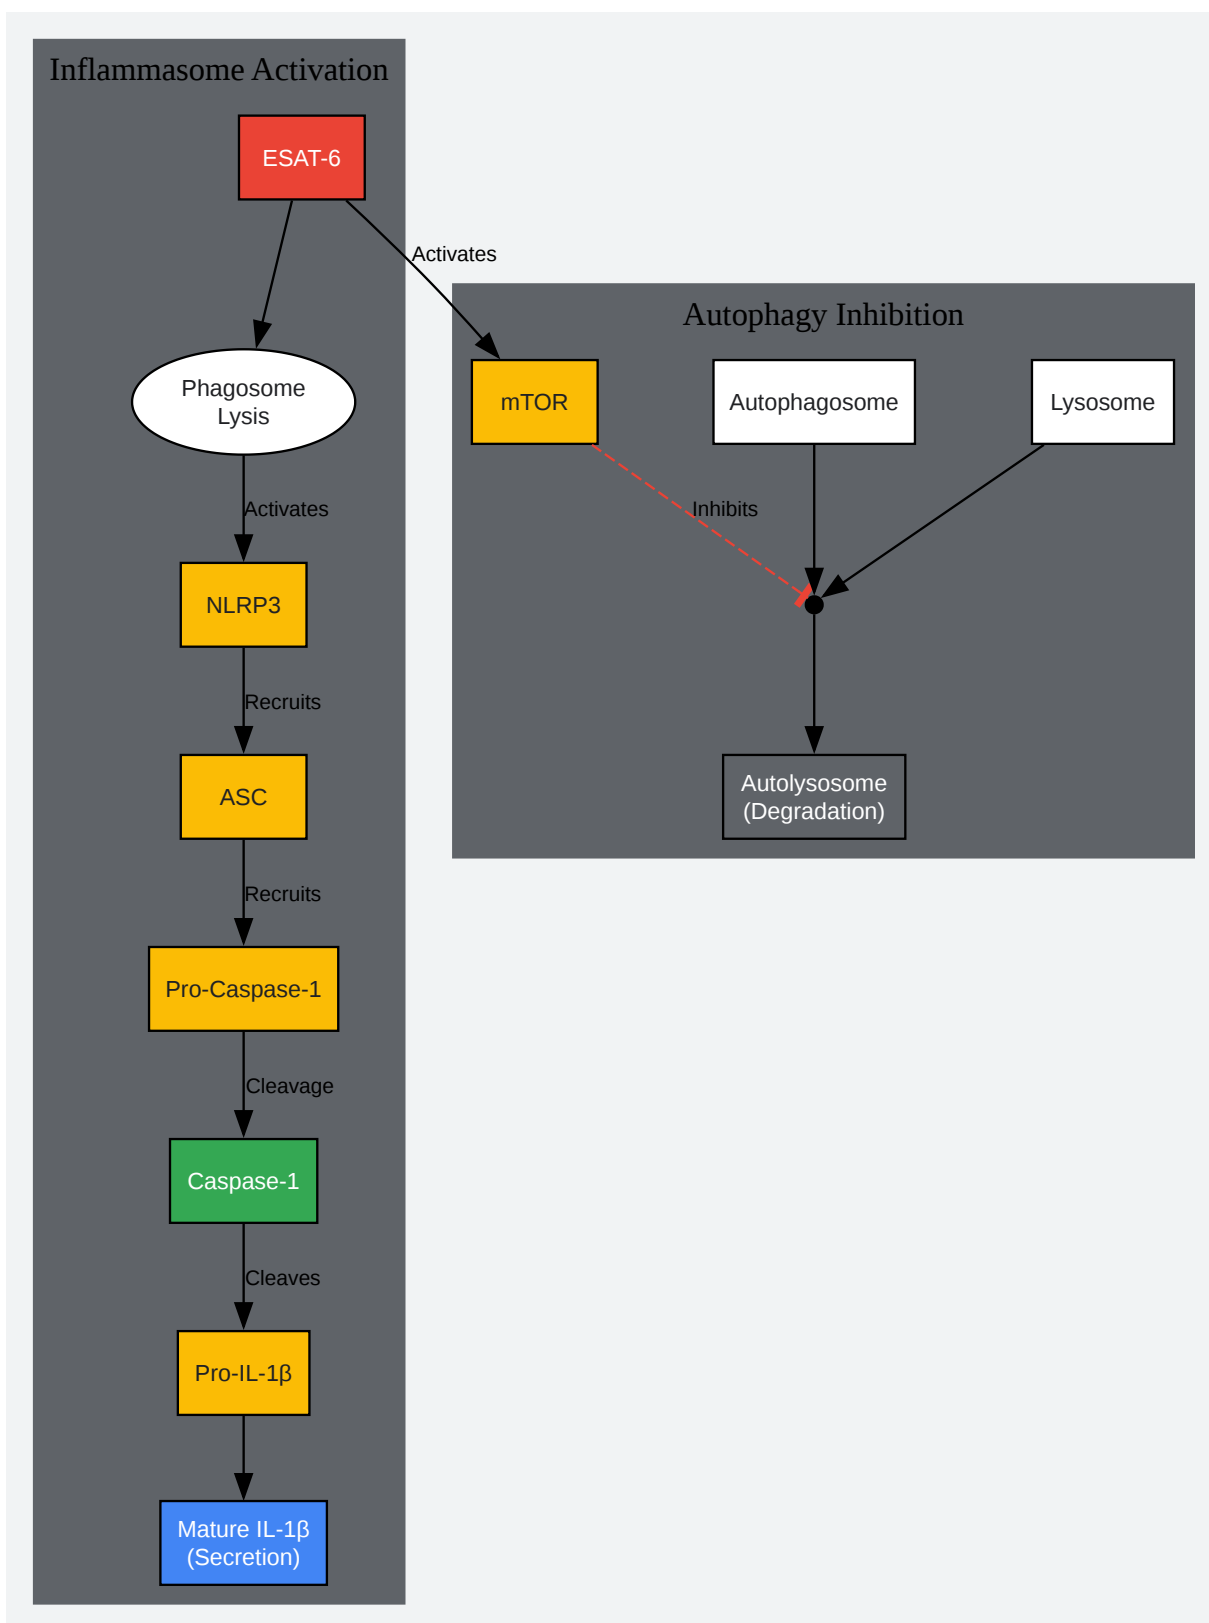 Inflammasome Activation
ESAT-6
Activates
Autophagy Inhibition
Phagosome
Lysis
mTOR
Autophagosome
Lysosome
Activates
Inhibits
NLRP3
Recruits
ASC
Autolysosome
(Degradation)
Recruits
Pro-Caspase-1
Cleavage
Caspase-1
Cleaves
Pro-IL-1β
Mature IL-1β
(Secretion)